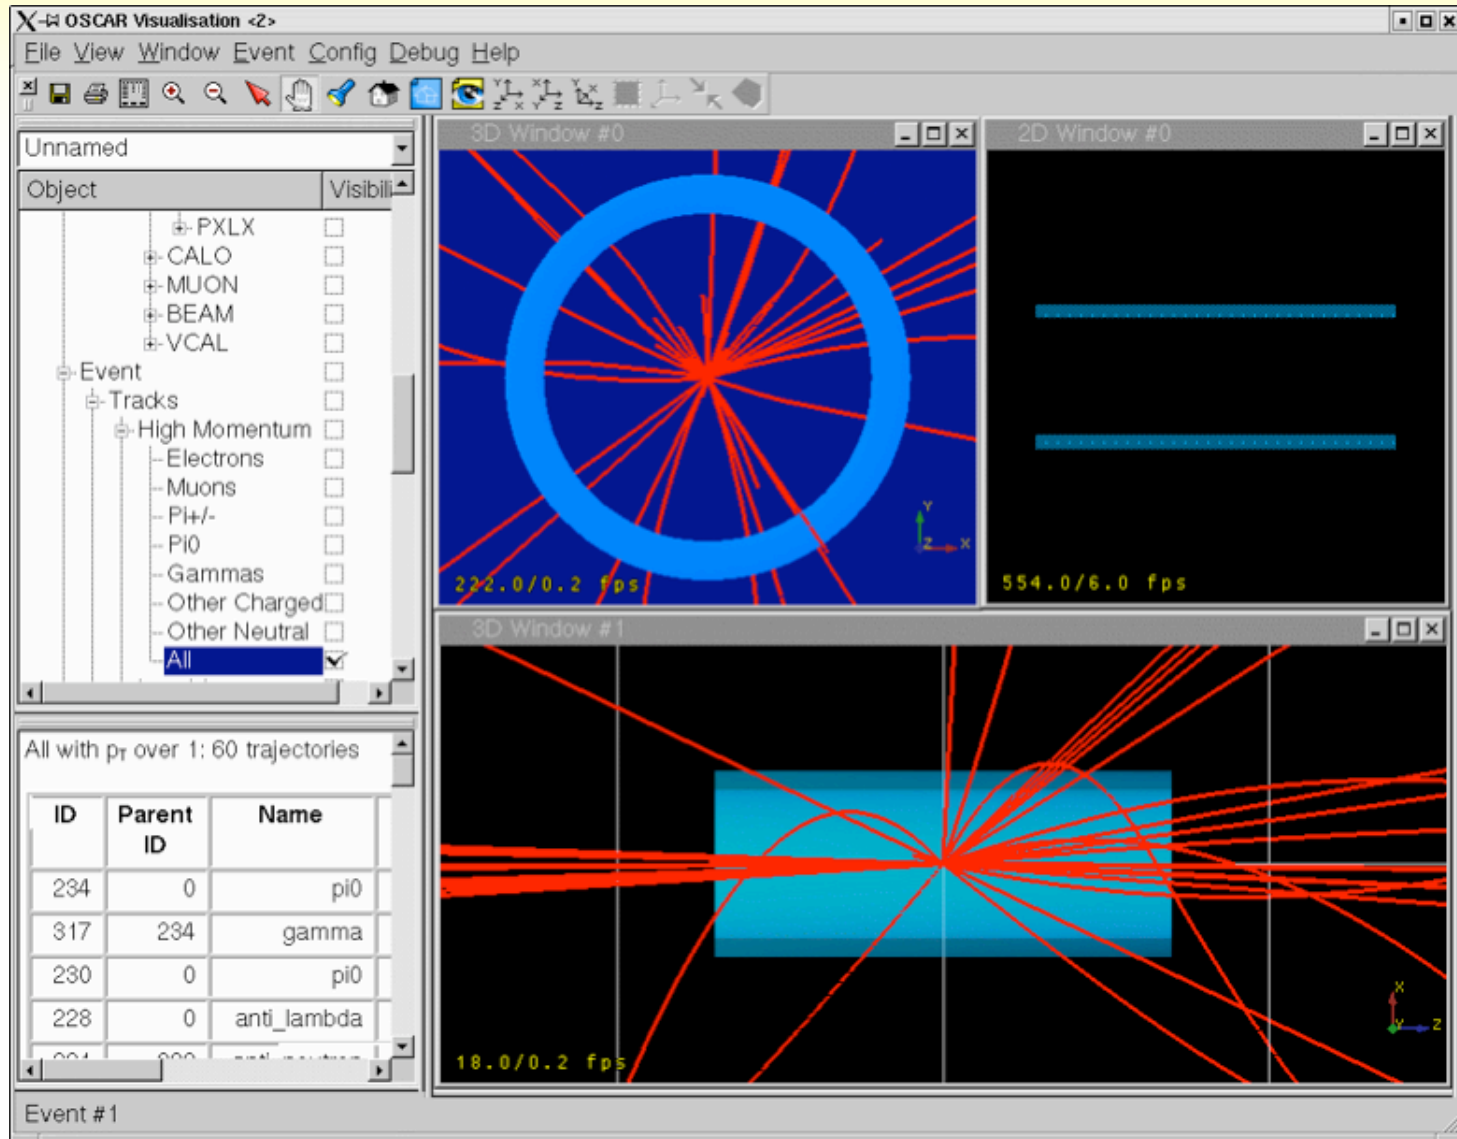 OSCAR Visualisation <2>
File View Window Event Config Debug Help
Unnamed
Object Visibili
PXLX
CALO
MUON
BEAM
VCAL
Event
Tracks
High Momentum
Electrons
Muons
Pi+/-
Pi0
Gammas
Other Charged
Other Neutral
All
All with pT over 1: 60 trajectories
ID Parent ID Name
234 0 pi0
317 234 gamma
230 0 pi0
228 0 anti_lambda
Event #1
3D Window #0
Y
Z X
222.0/0.2 fps
2D Window #0
554.0/6.0 fps
3D Window #1
X
Y Z
18.0/0.2 fps